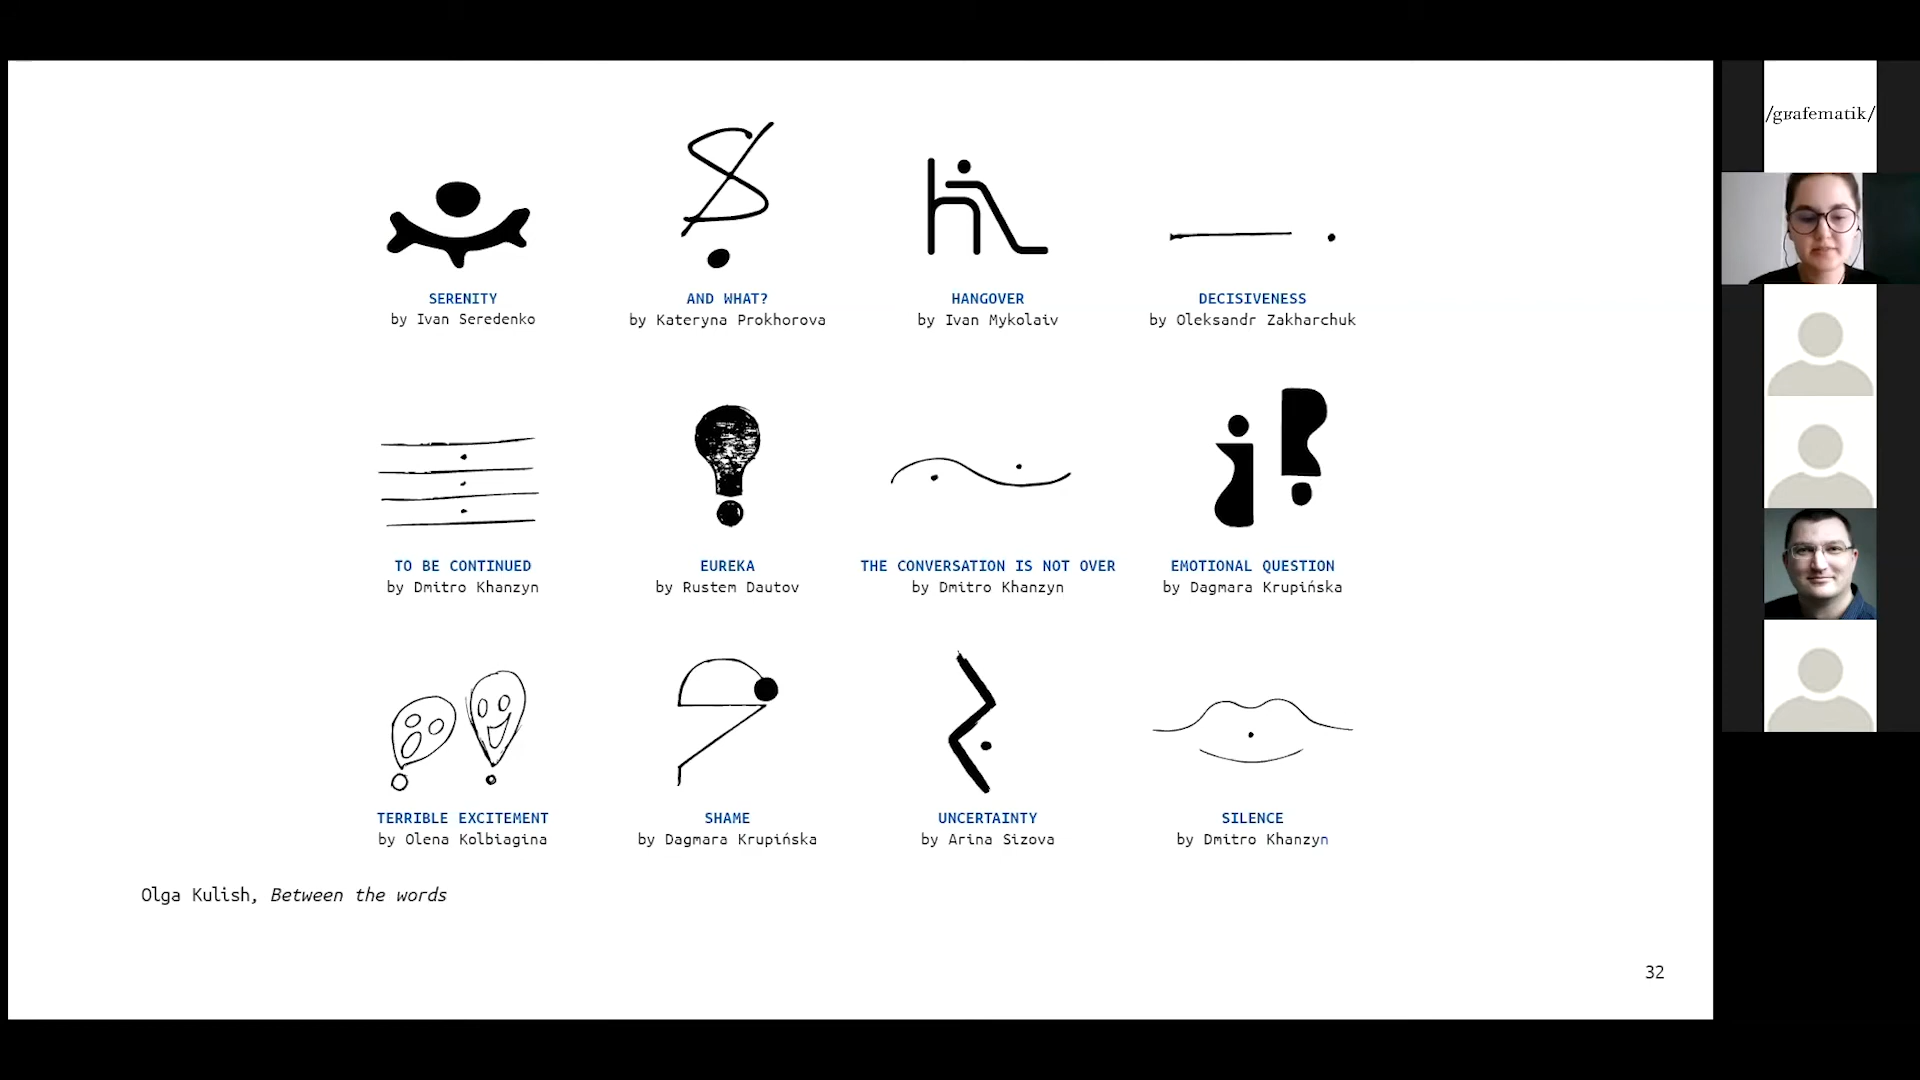 /gʁafematik/
SERENITY
by Ivan Seredenko
AND WHAT?
by Kateryna Prokhorova
HANGOVER
by Ivan Mykolaiv
DECISIVENESS
by Oleksandr Zakharchuk
TO BE CONTINUED
by Dmitro Khanzyn
EUREKA
by Rustem Dautov
THE CONVERSATION IS NOT OVER
by Dmitro Khanzyn
EMOTIONAL QUESTION
by Dagmara Krupińska
TERRIBLE EXCITEMENT
by Olena Kolbiagina
SHAME
by Dagmara Krupińska
UNCERTAINTY
by Arina Sizova
SILENCE
by Dmitro Khanzyn
Olga Kulish, Between the words
32